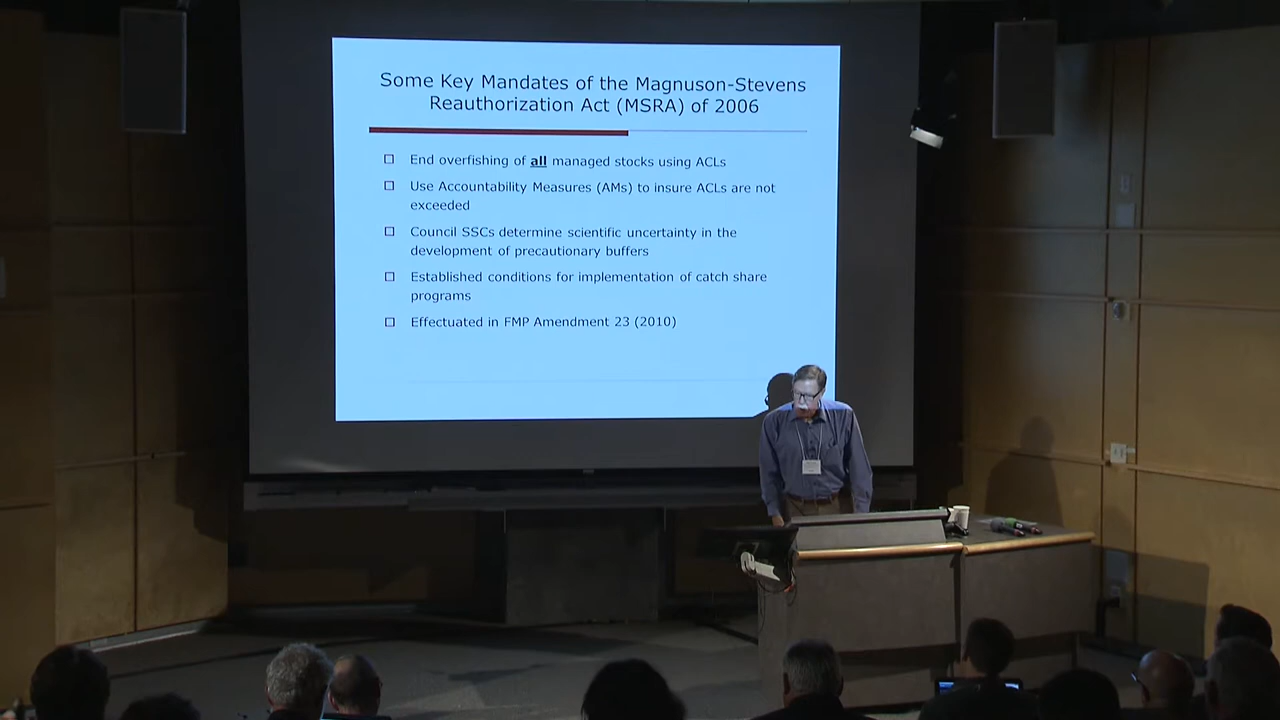 Some Key Mandates of the Magnuson-Stevens
Reauthorization Act (MSRA) of 2006
End overfishing of all managed stocks using ACLs
Use Accountability Measures (AMs) to insure ACLs are not
exceeded
Council SSCs determine scientific uncertainty in the
development of precautionary buffers
Established conditions for implementation of catch share
programs
Effectuated in FMP Amendment 23 (2010)